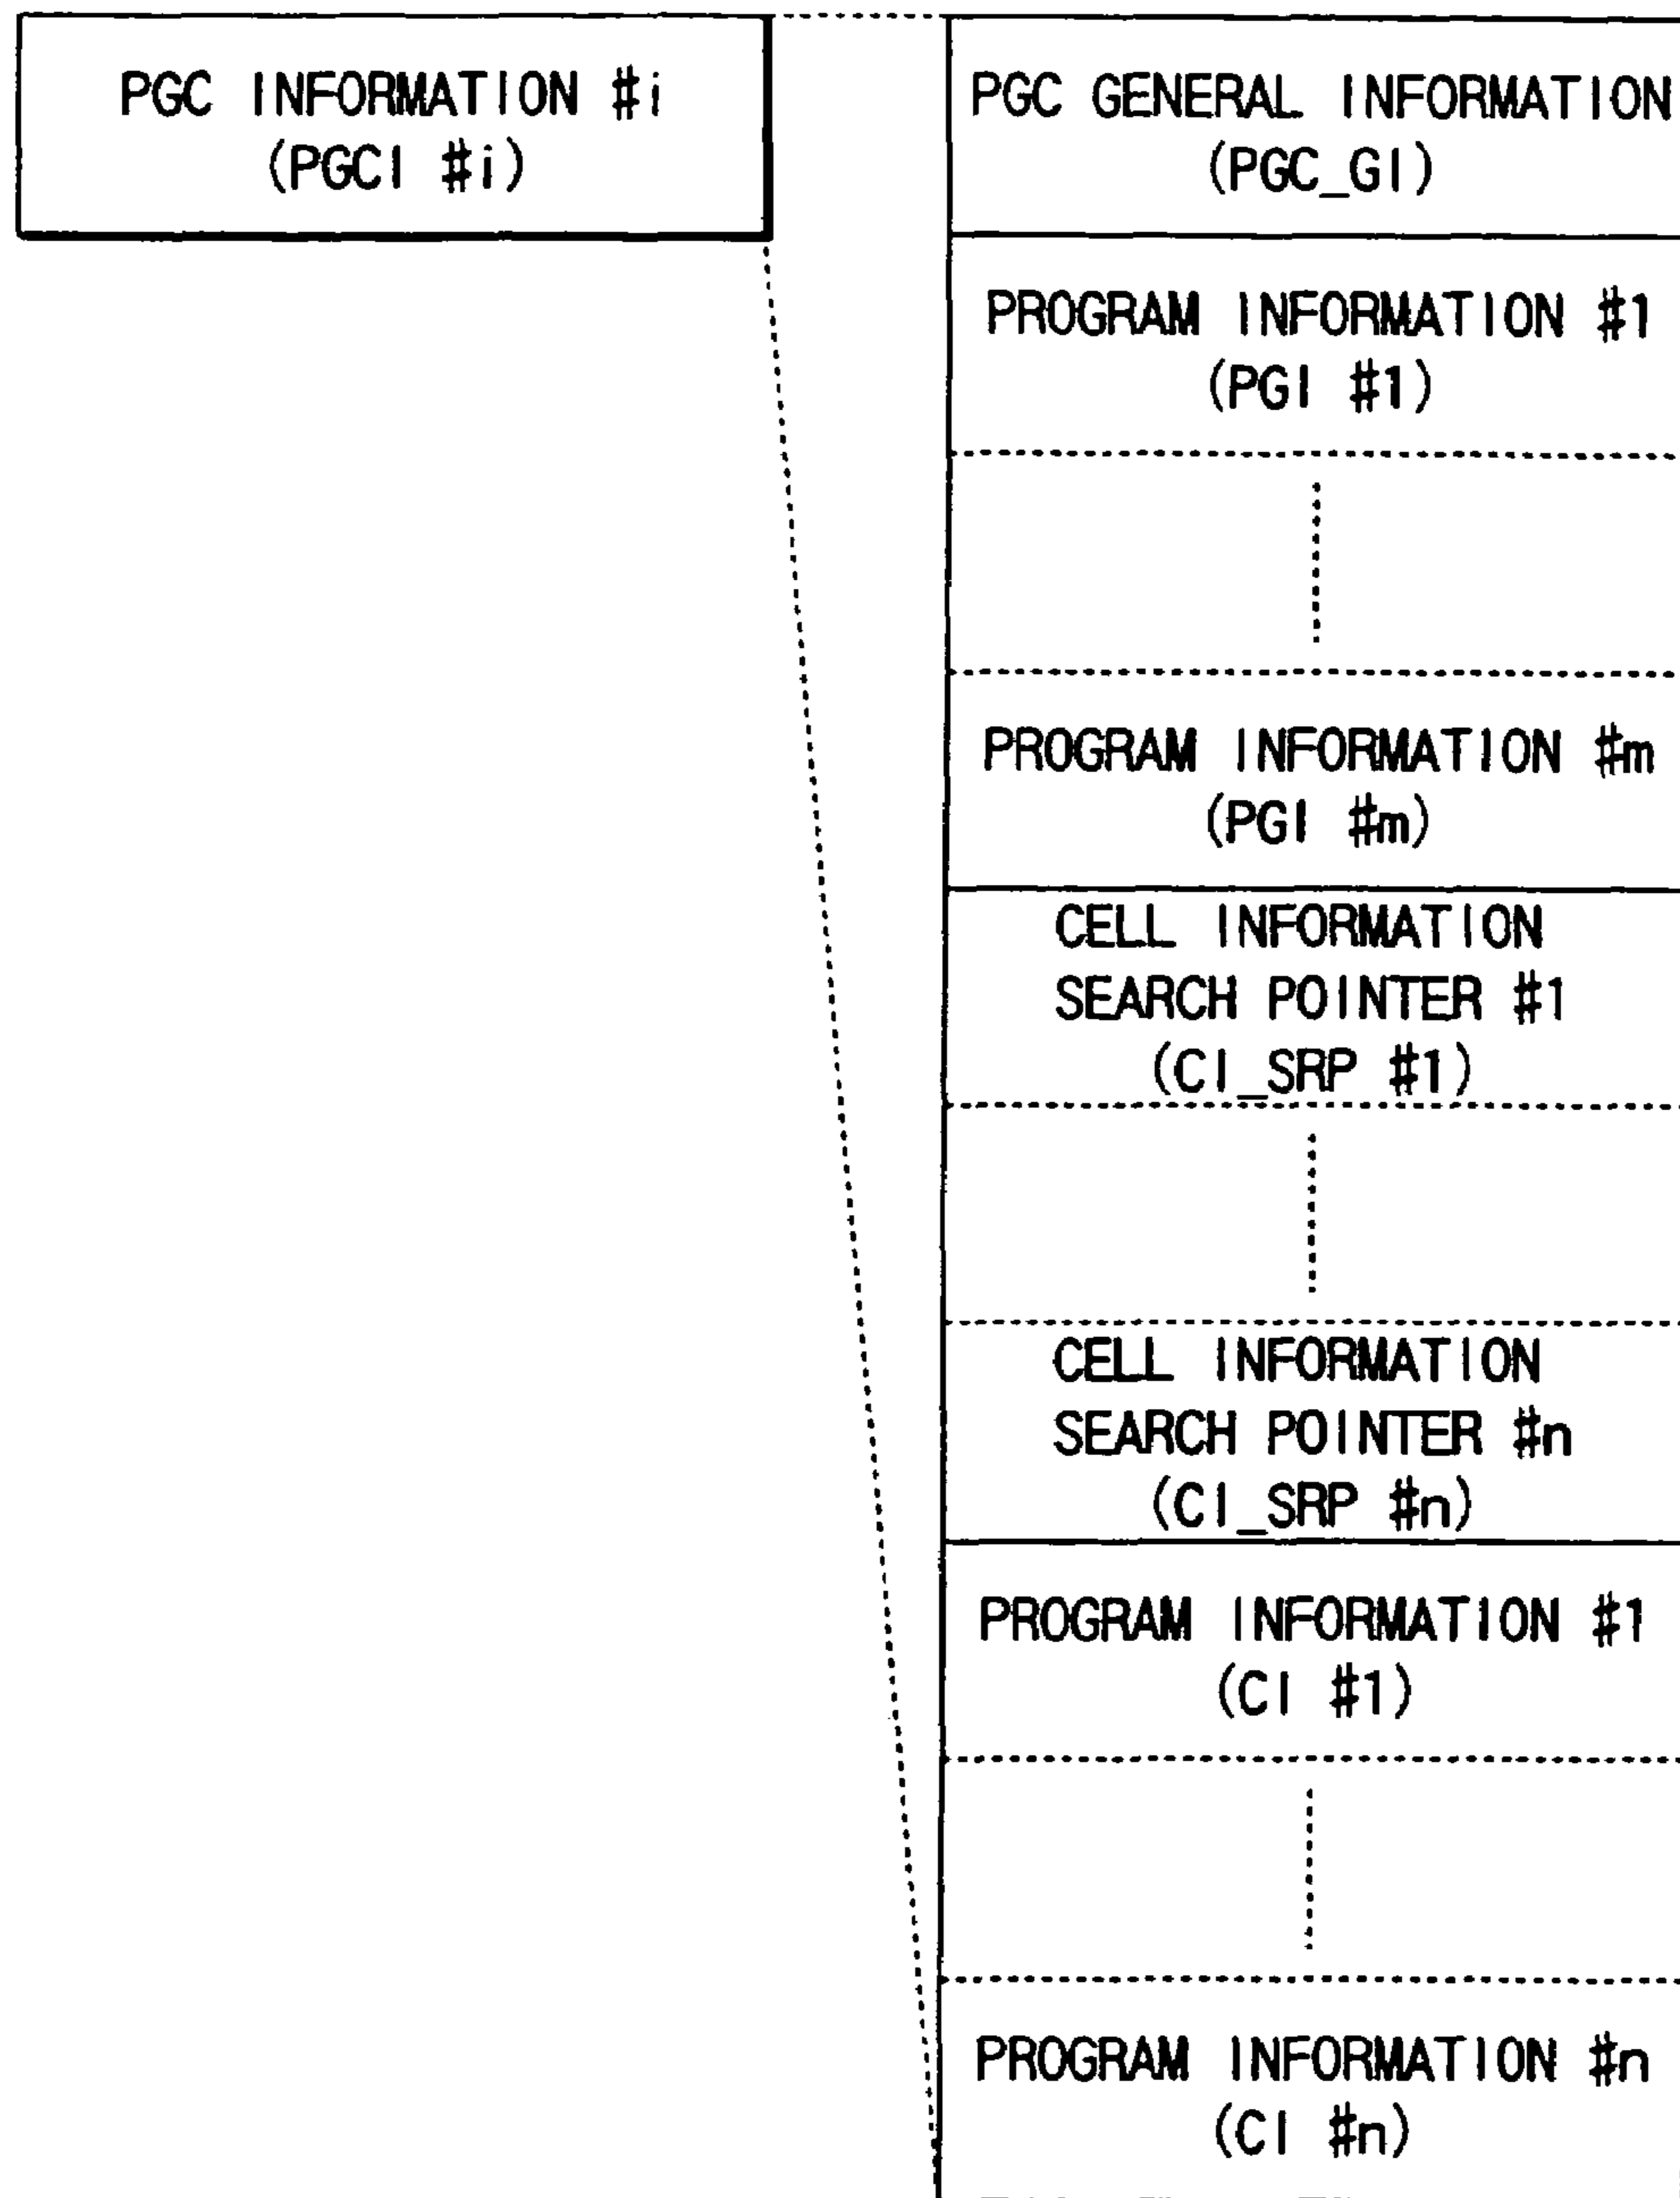 PGC INFORMATION #i
(PGCI #i)
PGC GENERAL INFORMATION
(PGC_GI)
PROGRAM INFORMATION #1
(PGI #1)
PROGRAM INFORMATION #m
(PGI #m)
CELL INFORMATION
SEARCH POINTER #1
(CI_SRP #1)
CELL INFORMATION
SEARCH POINTER #n
(CI_SRP #n)
PROGRAM INFORMATION #1
(CI #1)
PROGRAM INFORMATION #n
(CI #n)